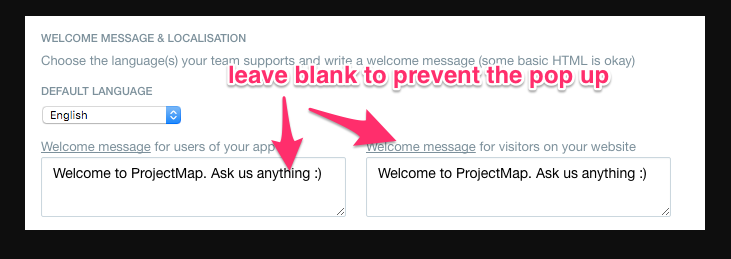 WELCOME MESSAGE & LOCALISATION
Choose the language(s) your team supports and write a welcome message (some basic HTML is okay)
leave blank to prevent the pop up
DEFAULT LANGUAGE
English
Welcome message for users of your app
Welcome message for visitors on your website
Welcome to ProjectMap. Ask us anything :)
Welcome to ProjectMap. Ask us anything :)